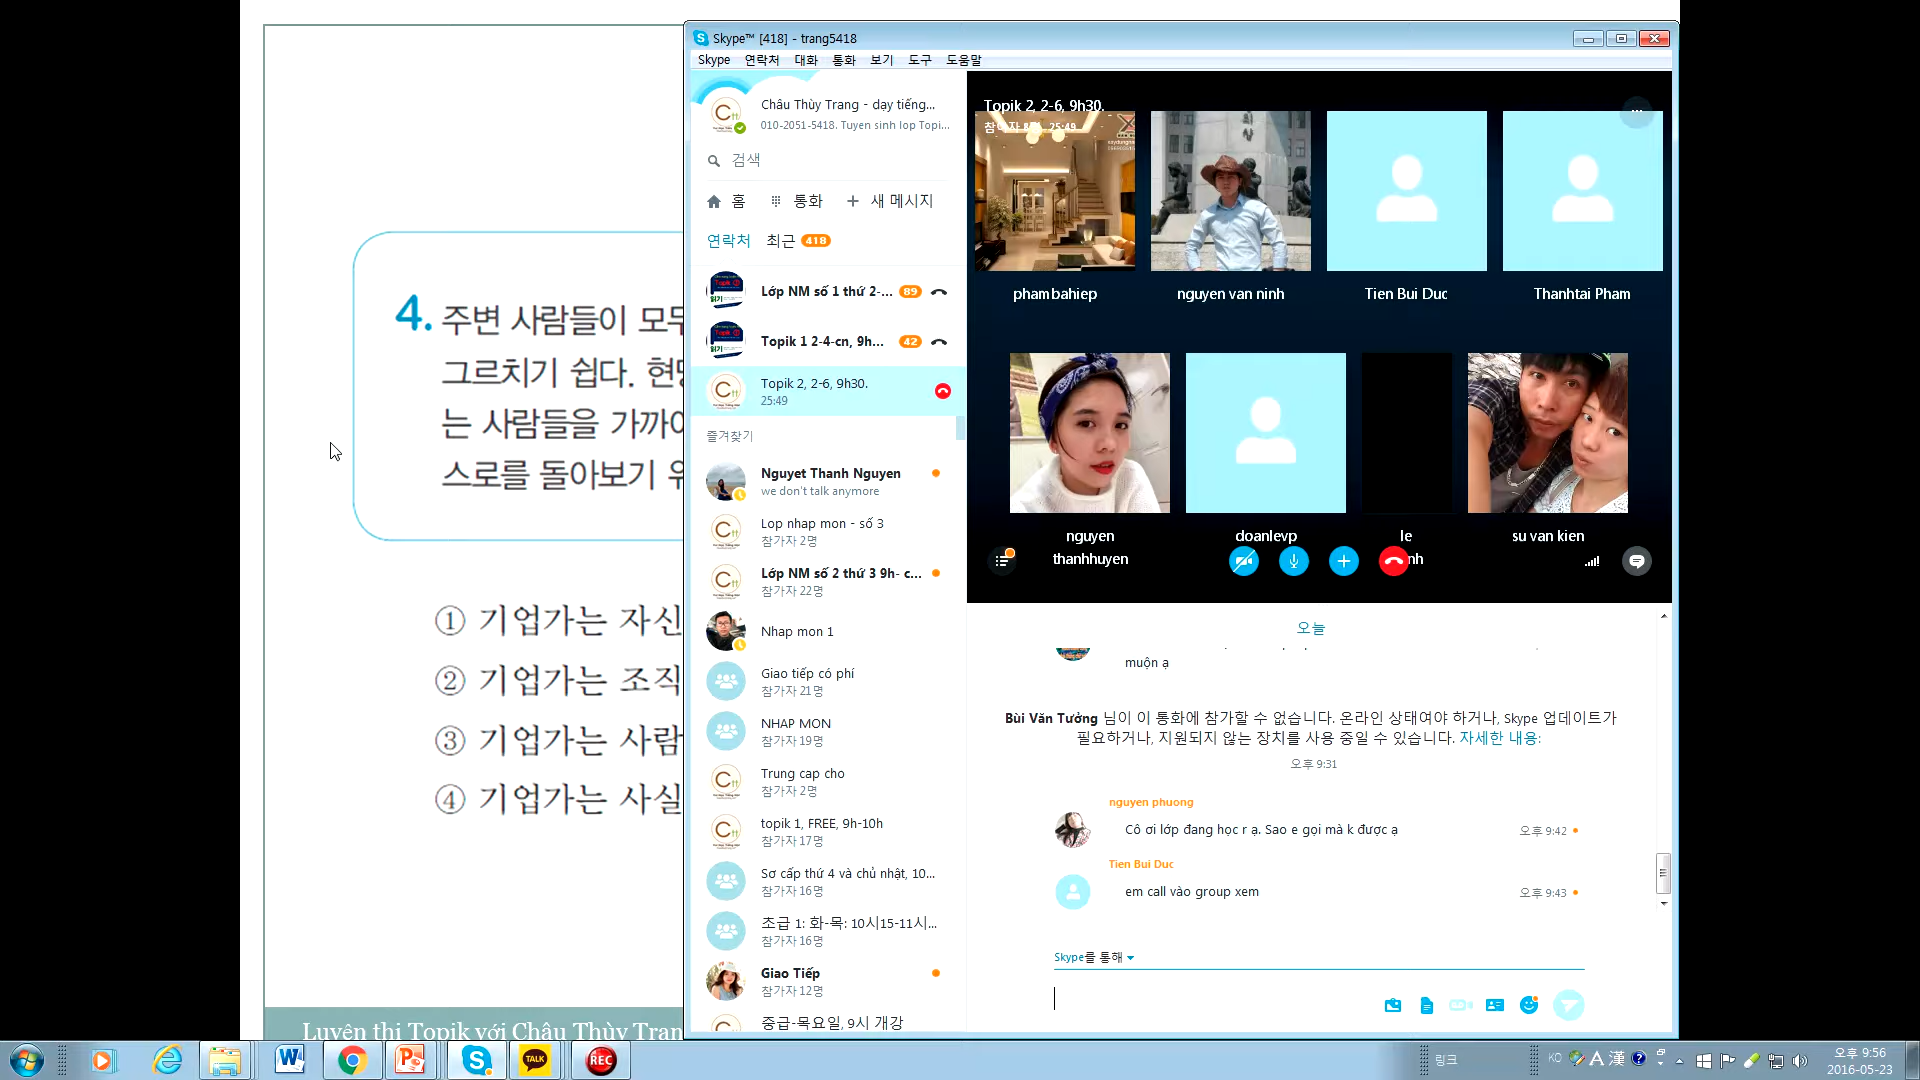 4. 주변 사람들이 모두
그르치기 쉽다. 현명
는 사람들을 가까이
스로를 돌아보기 위
① 기업가는 자신
② 기업가는 조직
③ 기업가는 사람
④ 기업가는 사실
Luyện thi Topik với Châu Thùy Tran
Skype™ [418] - trang5418
Skype 연락처 대화 통화 보기 도구 도움말
Châu Thùy Trang - dạy tiếng...
010-2051-5418. Tuyen sinh lop Topi...
검색
홈 통화 새 메시지
연락처 최근 418
Lớp NM số 1 thứ 2-... 89
Topik 1 2-4-cn, 9h... 42
Topik 2, 2-6, 9h30.
25:49
즐겨찾기
Nguyet Thanh Nguyen
we don't talk anymore
Lop nhap mon - số 3
참가자 2명
Lớp NM số 2 thứ 3 9h- c...
참가자 22명
Nhap mon 1
Giao tiếp có phí
참가자 21명
NHAP MON
참가자 19명
Trung cap cho
참가자 2명
topik 1, FREE, 9h-10h
참가자 17명
Sơ cấp thứ 4 và chủ nhật, 10...
참가자 16명
초급 1: 화-목: 10시15-11시...
참가자 16명
Giao Tiếp
참가자 12명
중급-목요일, 9시 개강
Topik 2, 2-6, 9h30.
25:49
phambahiep
nguyen van ninh
Tien Bui Duc
Thanhtai Pham
nguyen
thanhhuyen
doanlevp
le
nh
su van kien
오늘
muộn ạ
Bùi Văn Tưởng 님이 이 통화에 참가할 수 없습니다. 온라인 상태여야 하거나, Skype 업데이트가
필요하거나, 지원되지 않는 장치를 사용 중일 수 있습니다. 자세한 내용:
오후 9:31
nguyen phuong
Cô ơi lớp đang học r ạ. Sao e gọi mà k được ạ 오후 9:42
Tien Bui Duc
em call vào group xem 오후 9:43
Skype를 통해
TALK
REC
링크
KO A 漢
오후 9:56
2016-05-23